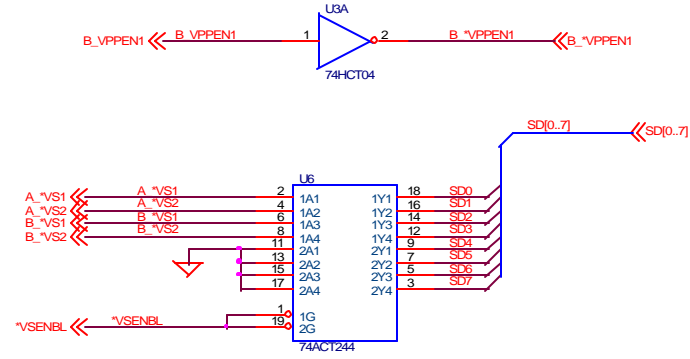 U3A
B_VPPEN1 B_VPPEN1 1 2 B_*VPPEN1 B_*VPPEN1
74HCT04
SD[0..7] SD[0..7]
U6
A_*VS1 A_*VS1 2 1A1 1Y1 18 SD0
A_*VS2 A_*VS2 4 1A2 1Y2 16 SD1
B_*VS1 B_*VS1 6 1A3 1Y3 14 SD2
B_*VS2 B_*VS2 8 1A4 1Y4 12 SD3
11 2A1 2Y1 9 SD4
13 2A2 2Y2 7 SD5
15 2A3 2Y3 5 SD6
17 2A4 2Y4 3 SD7
1 1G
*VSENBL *VSENBL 19 2G
74ACT244